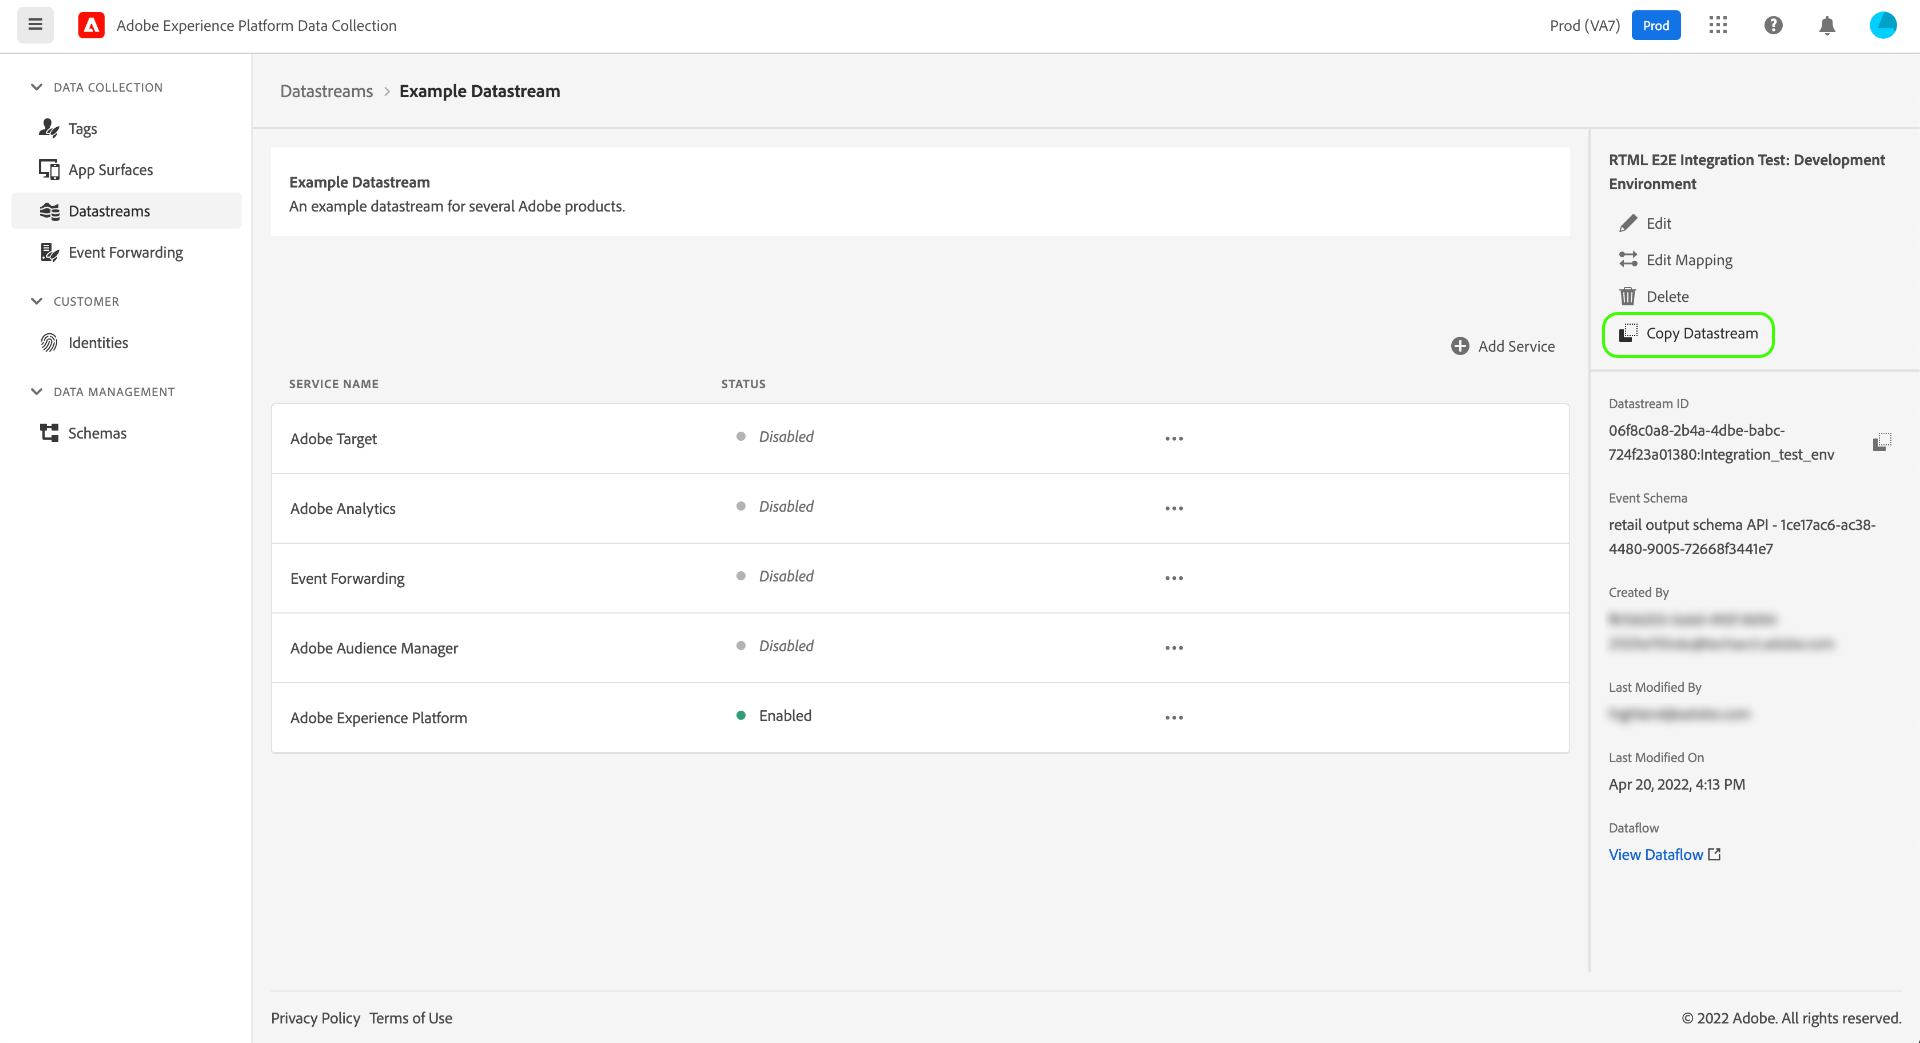 Adobe Experience Platform Data Collection
Prod (VA7)
Prod
DATA COLLECTION
Tags
App Surfaces
Datastreams
Event Forwarding
CUSTOMER
Identities
DATA MANAGEMENT
Schemas
Datastreams > Example Datastream
Example Datastream
An example datastream for several Adobe products.
Add Service
SERVICE NAME STATUS
Adobe Target Disabled
Adobe Analytics Disabled
Event Forwarding Disabled
Adobe Audience Manager Disabled
Adobe Experience Platform Enabled
RTML E2E Integration Test: Development
Environment
Edit
Edit Mapping
Delete
Copy Datastream
Datastream ID
06f8c0a8-2b4a-4dbe-babc-
724f23a01380:Integration_test_env
Event Schema
retail output schema API - 1ce17ac6-ac38-
4480-9005-72668f3441e7
Created By
Last Modified By
Last Modified On
Apr 20, 2022, 4:13 PM
Dataflow
View Dataflow
Privacy Policy Terms of Use
© 2022 Adobe. All rights reserved.